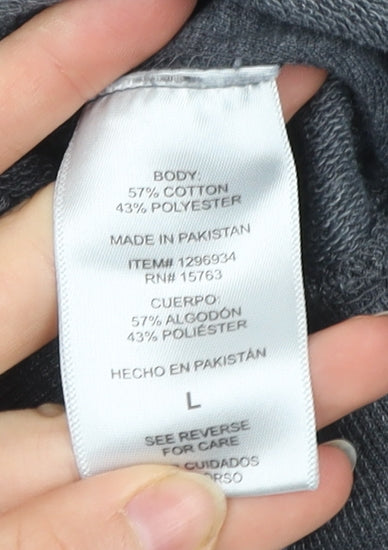 BODY:
57% COTTON
43% POLYESTER
MADE IN PAKISTAN
ITEM# 1296934
RN# 15763
CUERPO:
57% ALGODÓN
43% POLIÉSTER
HECHO EN PAKISTÁN
L
SEE REVERSE
FOR CARE
CUIDADOS